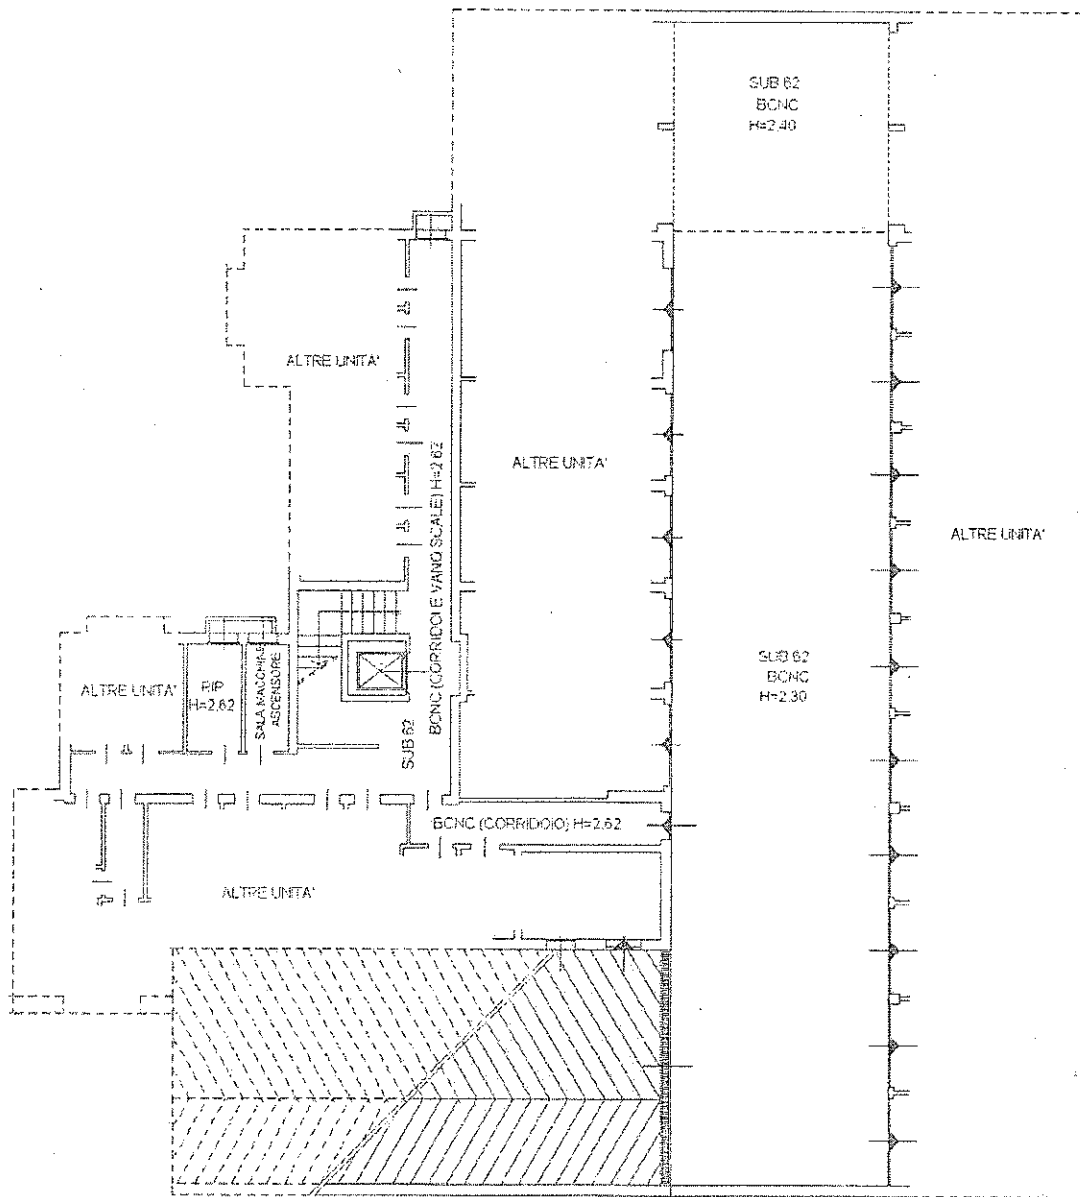 SUB 62
BCNC
H=2.40
ALTRE UNITA'
BCNC (CORRIDOI E VANO SCALE) H=2.62
SUB 62
ALTRE UNITA'
ALTRE UNITA'
SUB 62
BCNC
H=2.30
ALTRE UNITA'
RIP
H=2,62
SALA MACCHINE
ASCENSORE
BCNC (CORRIDOIO) H=2.62
ALTRE UNITA'